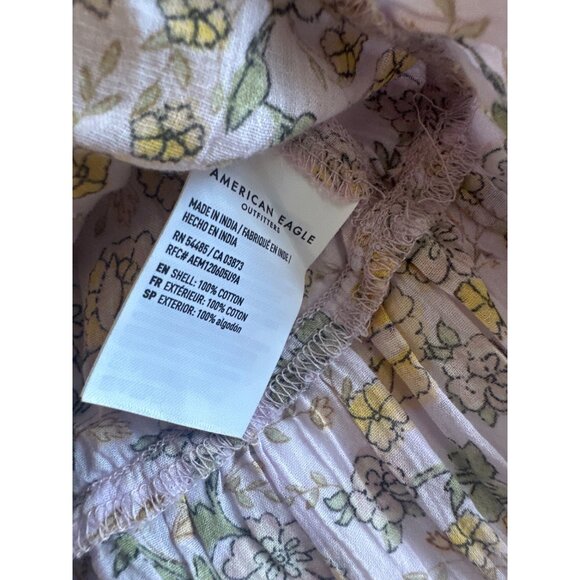 AMERICAN EAGLE
OUTFITTERS
MADE IN INDIA / FABRIQUÉ EN INDE /
HECHO EN INDIA
RN 54485 / CA 03873
RFC# AEM120605U9A
EN SHELL: 100% COTTON
FR EXTÉRIEUR: 100% COTON
SP EXTERIOR: 100% algodón